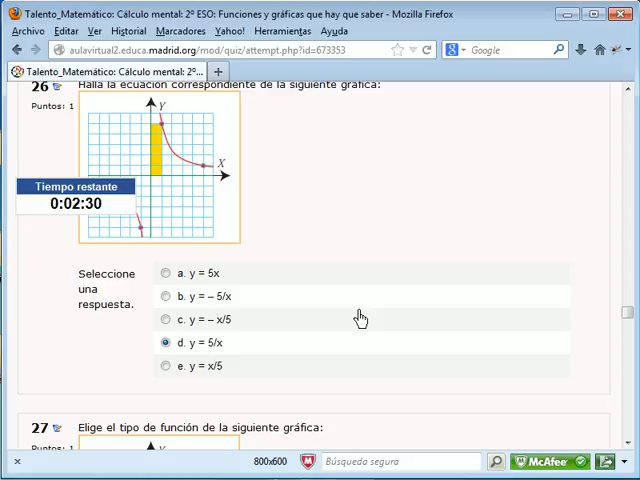 Talento_Matemático: Cálculo mental: 2º ESO: Funciones y gráficas que hay que saber - Mozilla Firefox
Archivo Editar Ver Historial Marcadores Herramientas Ayuda
aulavirtual2.educa.madrid.org/mod/quiz/attempt.php?id=673353
Google
Talento_Matemático: Cálculo mental: 2º...
26 Halla la ecuación correspondiente de la siguiente gráfica:
Puntos: 1
Y
X
Tiempo restante
0:02:30
Seleccione
una
respuesta.
a. y = 5x
b. y = – 5/x
c. y = – x/5
d. y = 5/x
e. y = x/5
27 Elige el tipo de función de la siguiente gráfica:
Puntos: 1
Y
800x600 Búsqueda segura McAfee